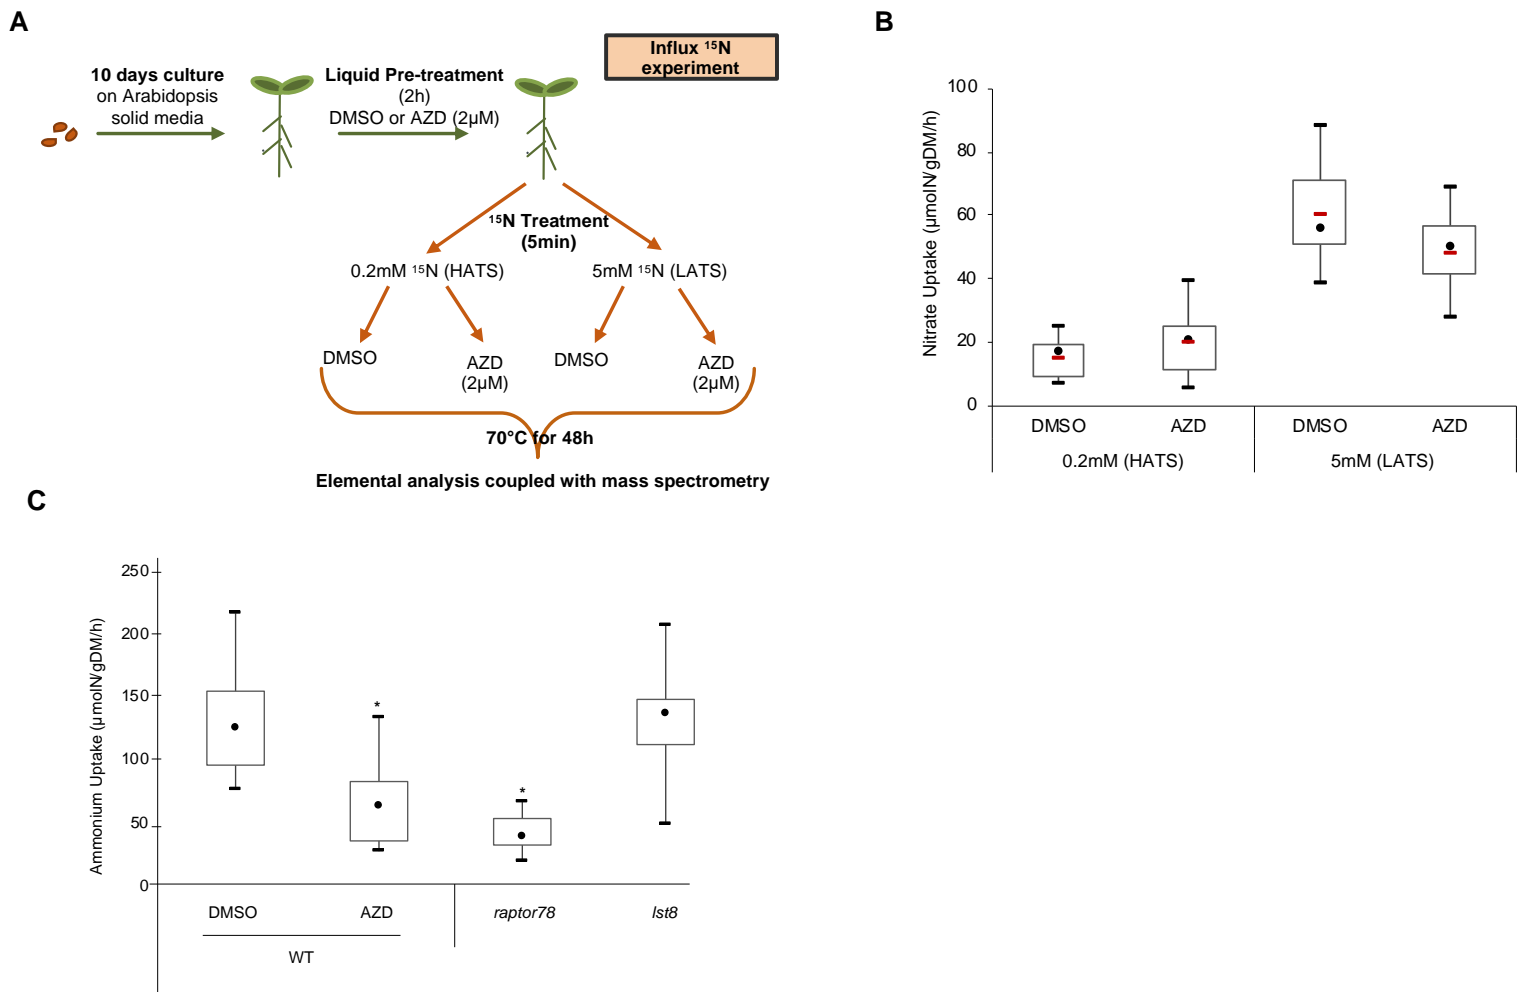 A
10 days culture
on Arabidopsis
solid media
Liquid Pre-treatment
(2h)
DMSO or AZD (2µM)
Influx ¹⁵N
experiment
¹⁵N Treatment
(5min)
0.2mM ¹⁵N (HATS)
5mM ¹⁵N (LATS)
DMSO
AZD
(2µM)
DMSO
AZD
(2µM)
70°C for 48h
Elemental analysis coupled with mass spectrometry
B
Nitrate Uptake (µmolN/gDM/h)
100
80
60
40
20
0
DMSO
AZD
DMSO
AZD
0.2mM (HATS)
5mM (LATS)
C
Ammonium Uptake (µmolN/gDM/h)
250
200
150
100
50
0
*
*
DMSO
AZD
raptor78
lst8
WT